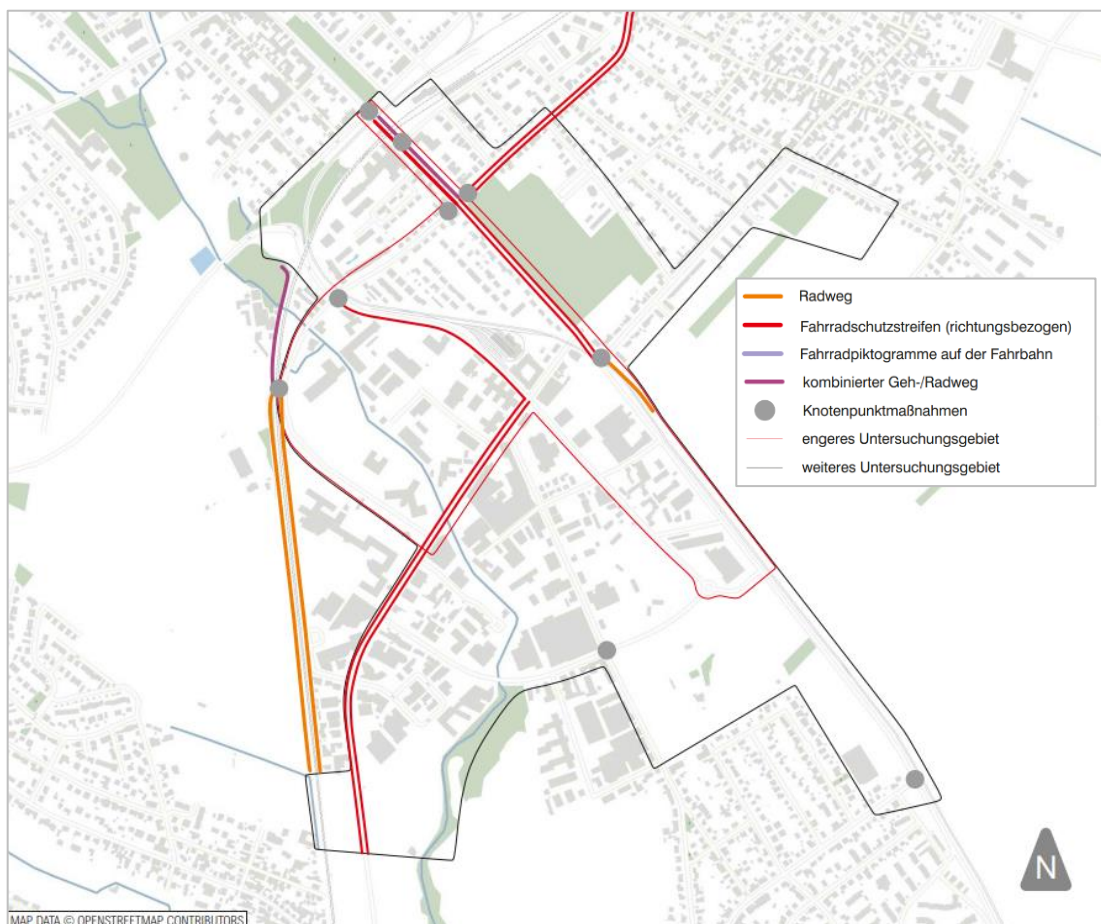 Radweg
Fahrradschutzstreifen (richtungsbezogen)
Fahrradpiktogramme auf der Fahrbahn
kombinierter Geh-/Radweg
Knotenpunktmaßnahmen
engeres Untersuchungsgebiet
weiteres Untersuchungsgebiet
N
MAP DATA © OPENSTREETMAP CONTRIBUTORS